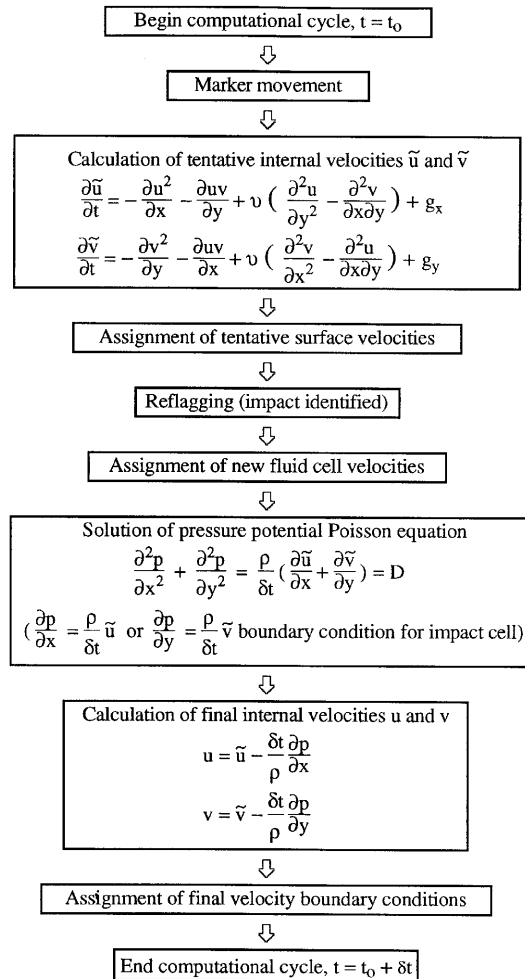 Begin computational cycle, t = t₀
Marker movement
Calculation of tentative internal velocities ũ and ṽ
∂ũ/∂t = - ∂u²/∂x - ∂uv/∂y + υ ( ∂²u/∂y² - ∂²v/∂x∂y ) + gₓ
∂ṽ/∂t = - ∂v²/∂y - ∂uv/∂x + υ ( ∂²v/∂x² - ∂²u/∂x∂y ) + g_y
Assignment of tentative surface velocities
Reflagging (impact identified)
Assignment of new fluid cell velocities
Solution of pressure potential Poisson equation
∂²p/∂x² + ∂²p/∂y² = ρ/δt ( ∂ũ/∂x + ∂ṽ/∂y ) = D
( ∂p/∂x = ρ/δt ũ or ∂p/∂y = ρ/δt ṽ boundary condition for impact cell)
Calculation of final internal velocities u and v
u = ũ - δt/ρ ∂p/∂x
v = ṽ - δt/ρ ∂p/∂y
Assignment of final velocity boundary conditions
End computational cycle, t = t₀ + δt